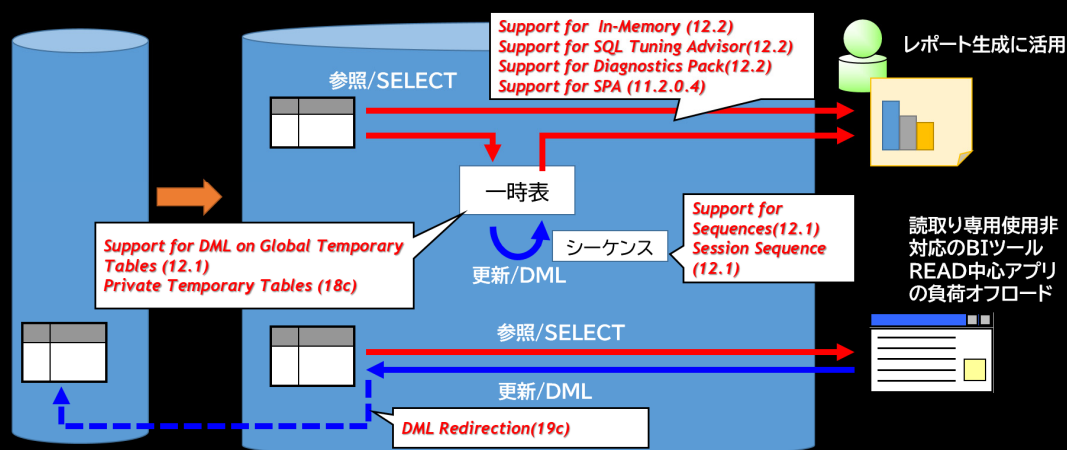 Support for  In-Memory (12.2)
Support for SQL Tuning Advisor(12.2)
Support for Diagnostics Pack(12.2)
Support for SPA (11.2.0.4)
レポート生成に活用
参照/SELECT
一時表
Support for
Sequences(12.1)
Session Sequence
(12.1)
シーケンス
更新/DML
Support for DML on Global Temporary
Tables (12.1)
Private Temporary Tables (18c)
読取り専用使用非
対応のBIツール
READ中心アプリ
の負荷オフロード
参照/SELECT
更新/DML
DML Redirection(19c)